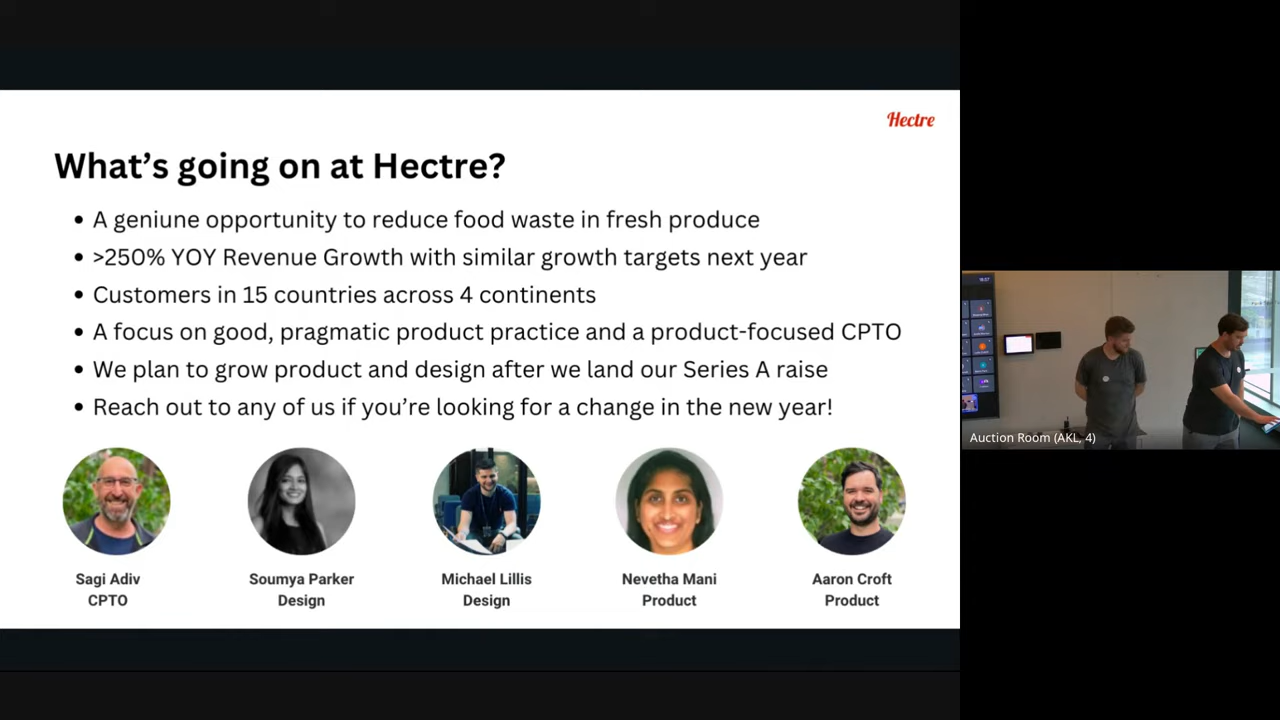 Hectre
What's going on at Hectre?
• A geniune opportunity to reduce food waste in fresh produce
• >250% YOY Revenue Growth with similar growth targets next year
• Customers in 15 countries across 4 continents
• A focus on good, pragmatic product practice and a product-focused CPTO
• We plan to grow product and design after we land our Series A raise
• Reach out to any of us if you're looking for a change in the new year!
Sagi Adiv
CPTO
Soumya Parker
Design
Michael Lillis
Design
Nevetha Mani
Product
Aaron Croft
Product
Auction Room (AKL, 4)